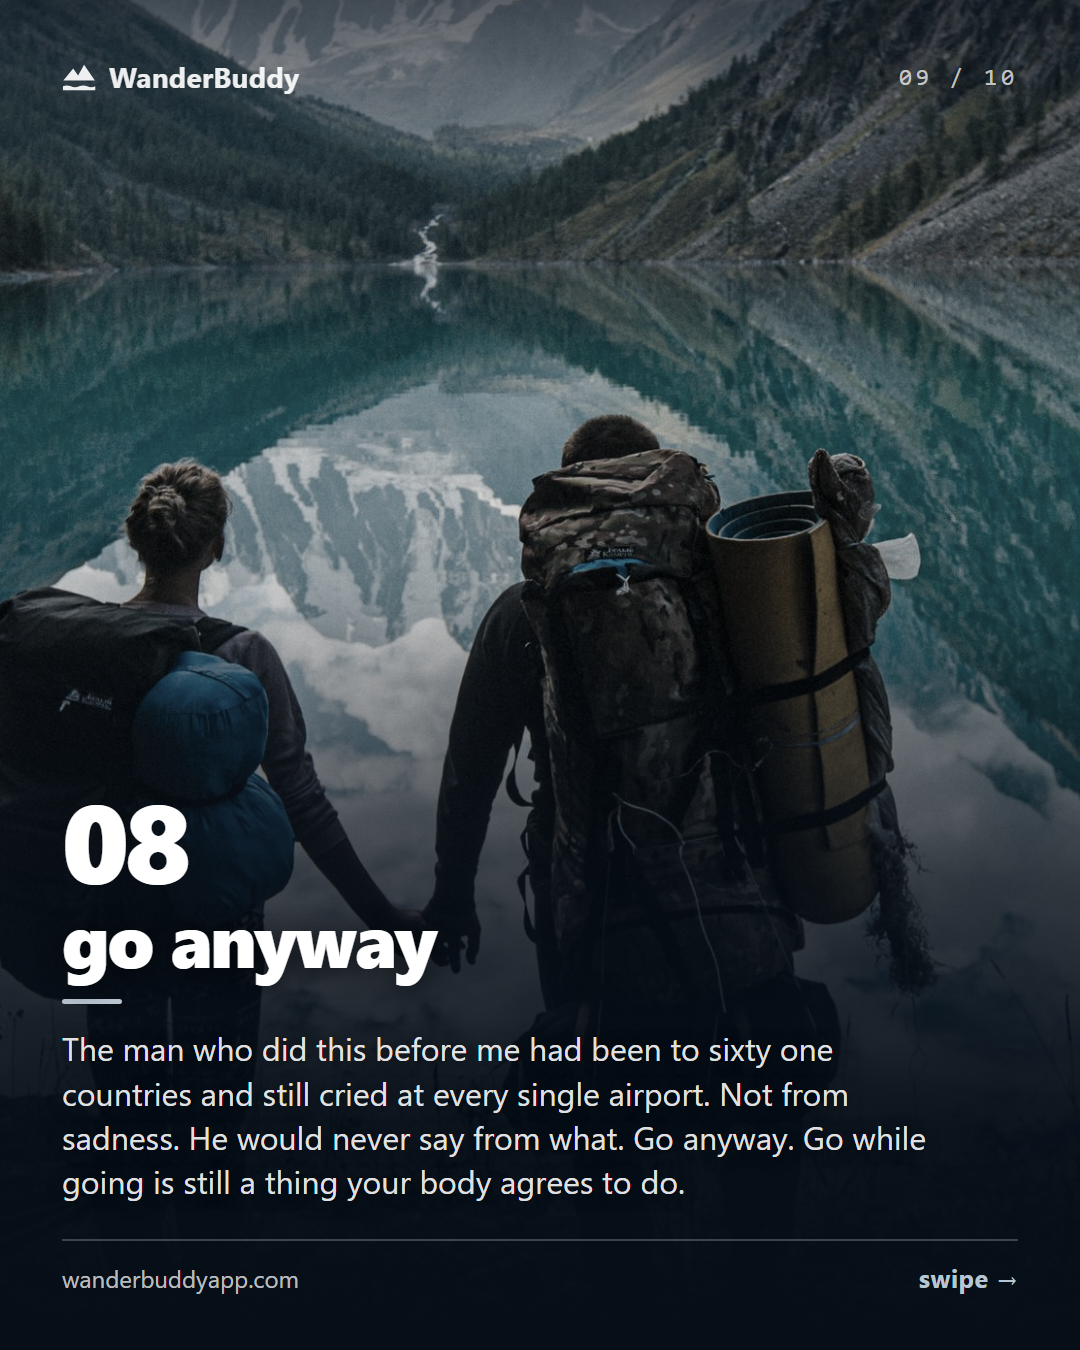 WanderBuddy
09 / 10
08
go anyway
The man who did this before me had been to sixty one
countries and still cried at every single airport. Not from
sadness. He would never say from what. Go anyway. Go while
going is still a thing your body agrees to do.
wanderbuddyapp.com
swipe →